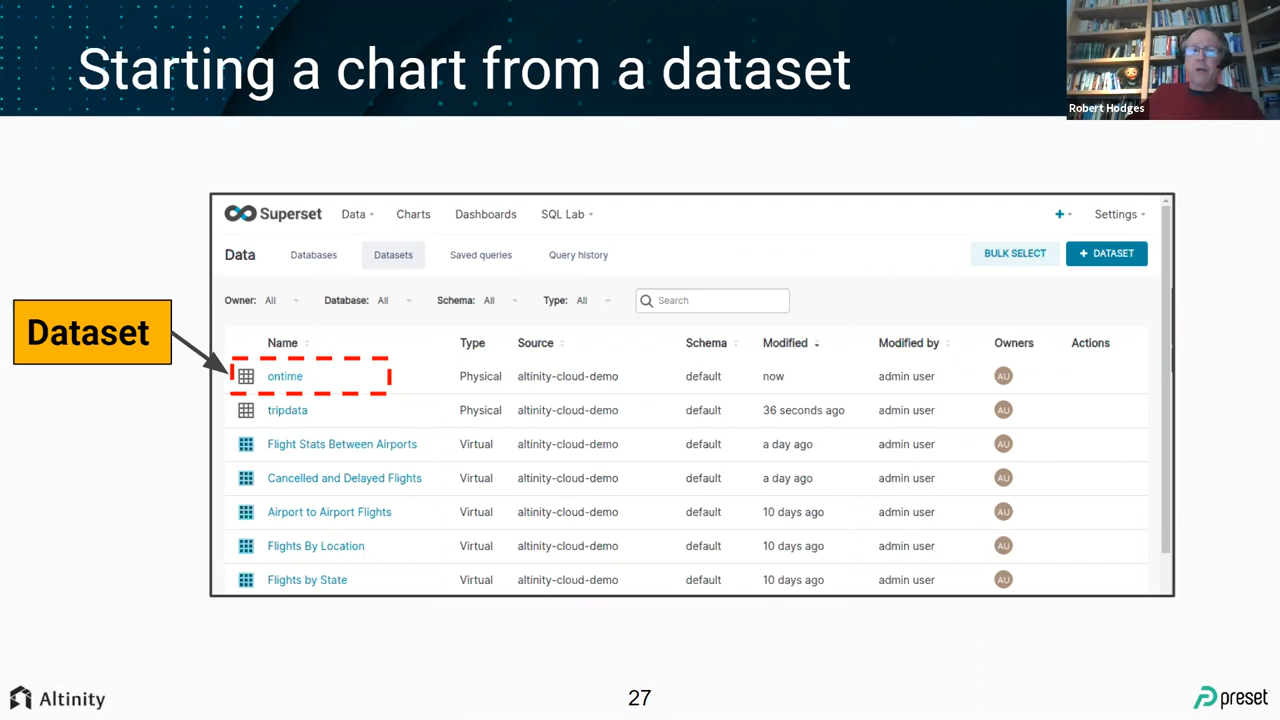 Starting a chart from a dataset
Robert Hodges
Superset Data Charts Dashboards SQL Lab + Settings
Data Databases Datasets Saved queries Query history BULK SELECT + DATASET
Owner: All Database: All Schema: All Type: All Search
Dataset
Name Type Source Schema Modified Modified by Owners Actions
ontime Physical altinity-cloud-demo default now admin user AU
tripdata Physical altinity-cloud-demo default 36 seconds ago admin user AU
Flight Stats Between Airports Virtual altinity-cloud-demo default a day ago admin user AU
Cancelled and Delayed Flights Virtual altinity-cloud-demo default a day ago admin user AU
Airport to Airport Flights Virtual altinity-cloud-demo default 10 days ago admin user AU
Flights By Location Virtual altinity-cloud-demo default 10 days ago admin user AU
Flights by State Virtual altinity-cloud-demo default 10 days ago admin user AU
Altinity 27 preset